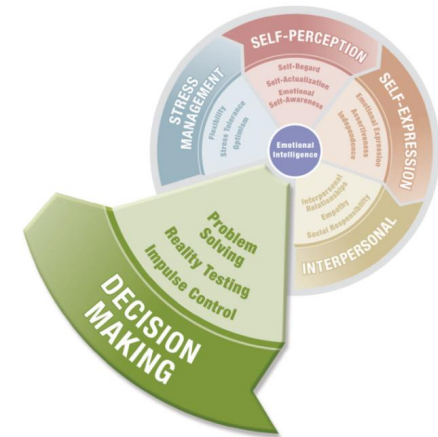 SELF-PERCEPTION
Self-Regard
Self-Actualization
Emotional
Self-Awareness
SELF-EXPRESSION
Emotional Expression
Assertiveness
Independence
INTERPERSONAL
Interpersonal
Relationships
Empathy
Social Responsibility
DECISION
MAKING
Problem
Solving
Reality Testing
Impulse Control
STRESS
MANAGEMENT
Flexibility
Stress Tolerance
Optimism
Emotional
Intelligence